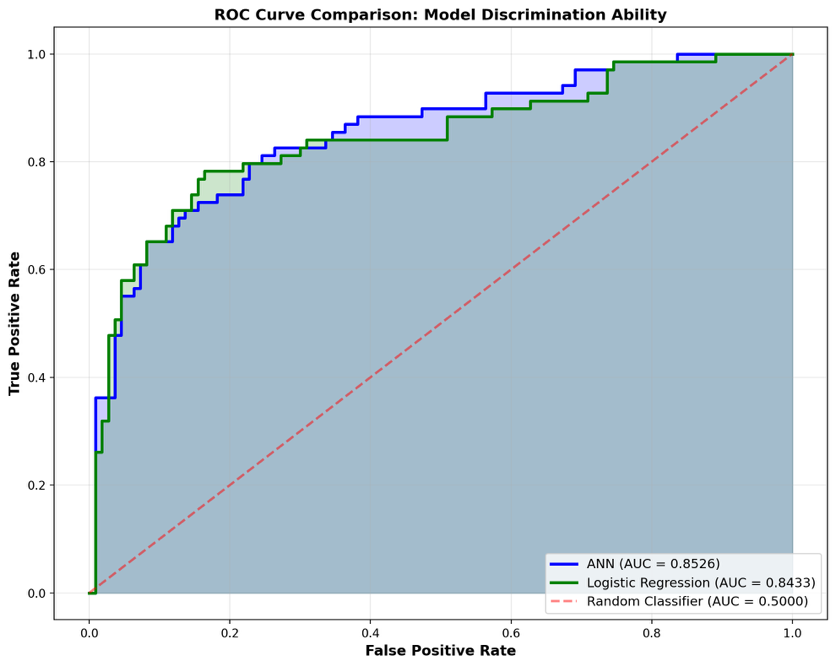 ROC Curve Comparison: Model Discrimination Ability
True Positive Rate
1.0
0.8
0.6
0.4
0.2
0.0
0.0 0.2 0.4 0.6 0.8 1.0
False Positive Rate
ANN (AUC = 0.8526)
Logistic Regression (AUC = 0.8433)
Random Classifier (AUC = 0.5000)